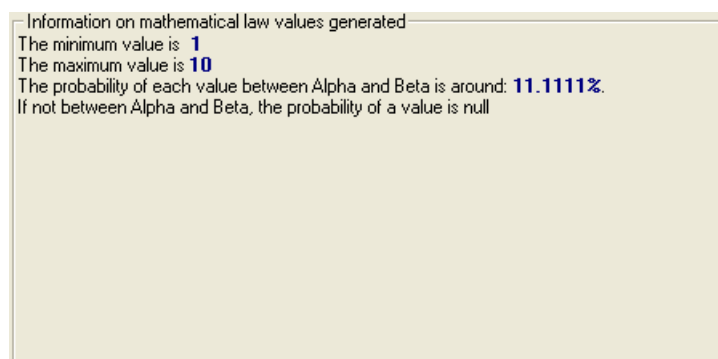 Information on mathematical law values generated
The minimum value is 1
The maximum value is 10
The probability of each value between Alpha and Beta is around: 11.1111%.
If not between Alpha and Beta, the probability of a value is null